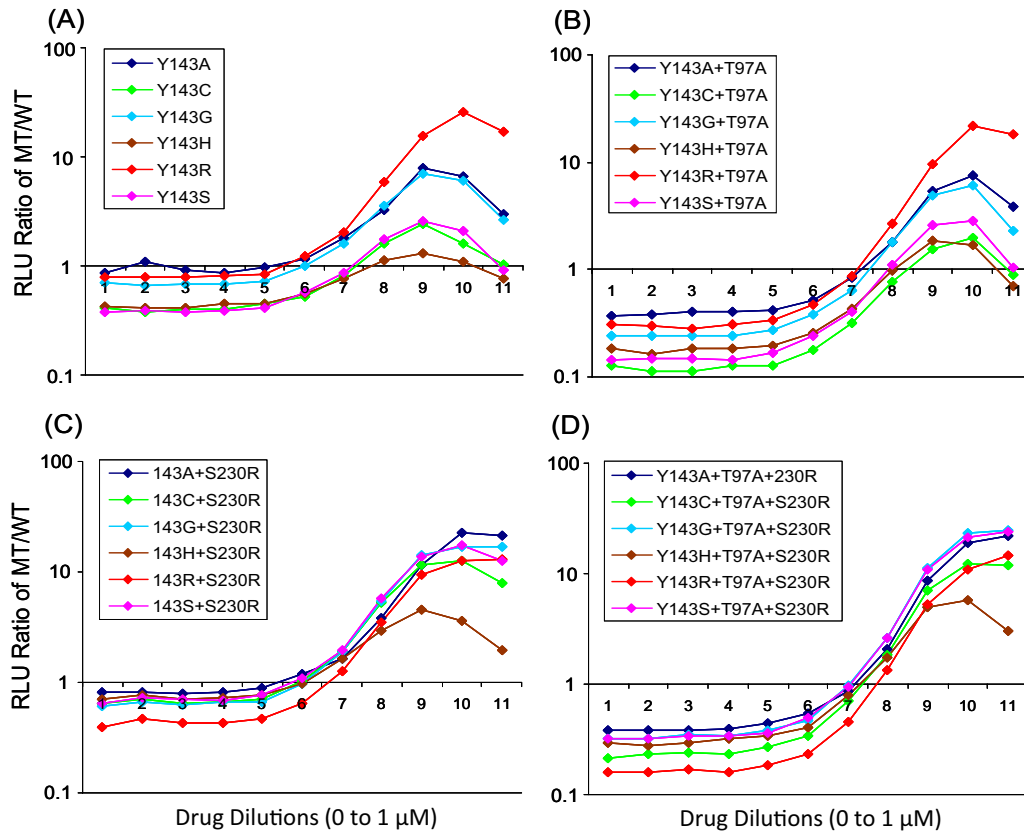 (A)
RLU Ratio of MT/WT
100
10
1
0.1
Y143A
Y143C
Y143G
Y143H
Y143R
Y143S
1 2 3 4 5 6 7 8 9 10 11
(B)
100
10
1
0.1
Y143A+T97A
Y143C+T97A
Y143G+T97A
Y143H+T97A
Y143R+T97A
Y143S+T97A
1 2 3 4 5 6 7 8 9 10 11
(C)
RLU Ratio of MT/WT
100
10
1
0.1
143A+S230R
143C+S230R
143G+S230R
143H+S230R
143R+S230R
143S+S230R
2 3 4 5 6 7 8 9 10 11
(D)
100
10
1
0.1
Y143A+T97A+230R
Y143C+T97A+S230R
Y143G+T97A+S230R
Y143H+T97A+S230R
Y143R+T97A+S230R
Y143S+T97A+S230R
1 2 3 4 5 6 7 8 9 10 11
Drug Dilutions (0 to 1 µM)
Drug Dilutions (0 to 1 µM)